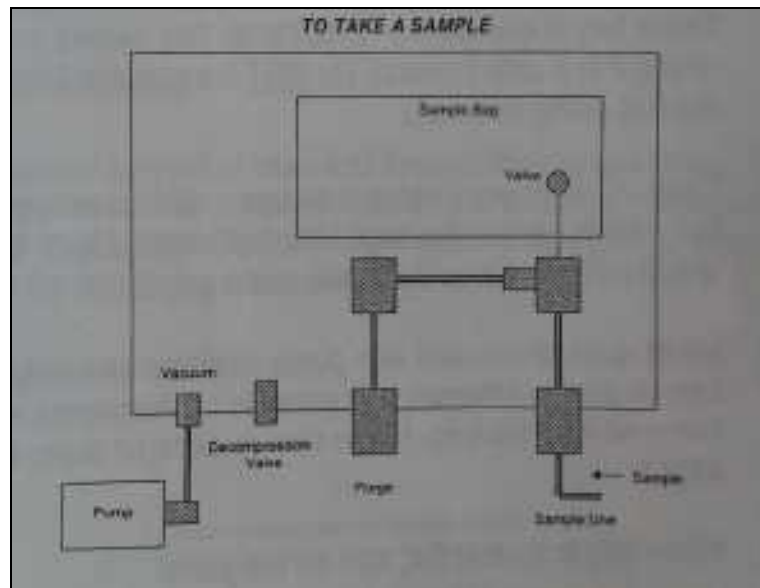 TO TAKE A SAMPLE
Sample Bag
Valve
Vacuum
Decompression
Valve
Purge
Sample
Pump
Sample Line